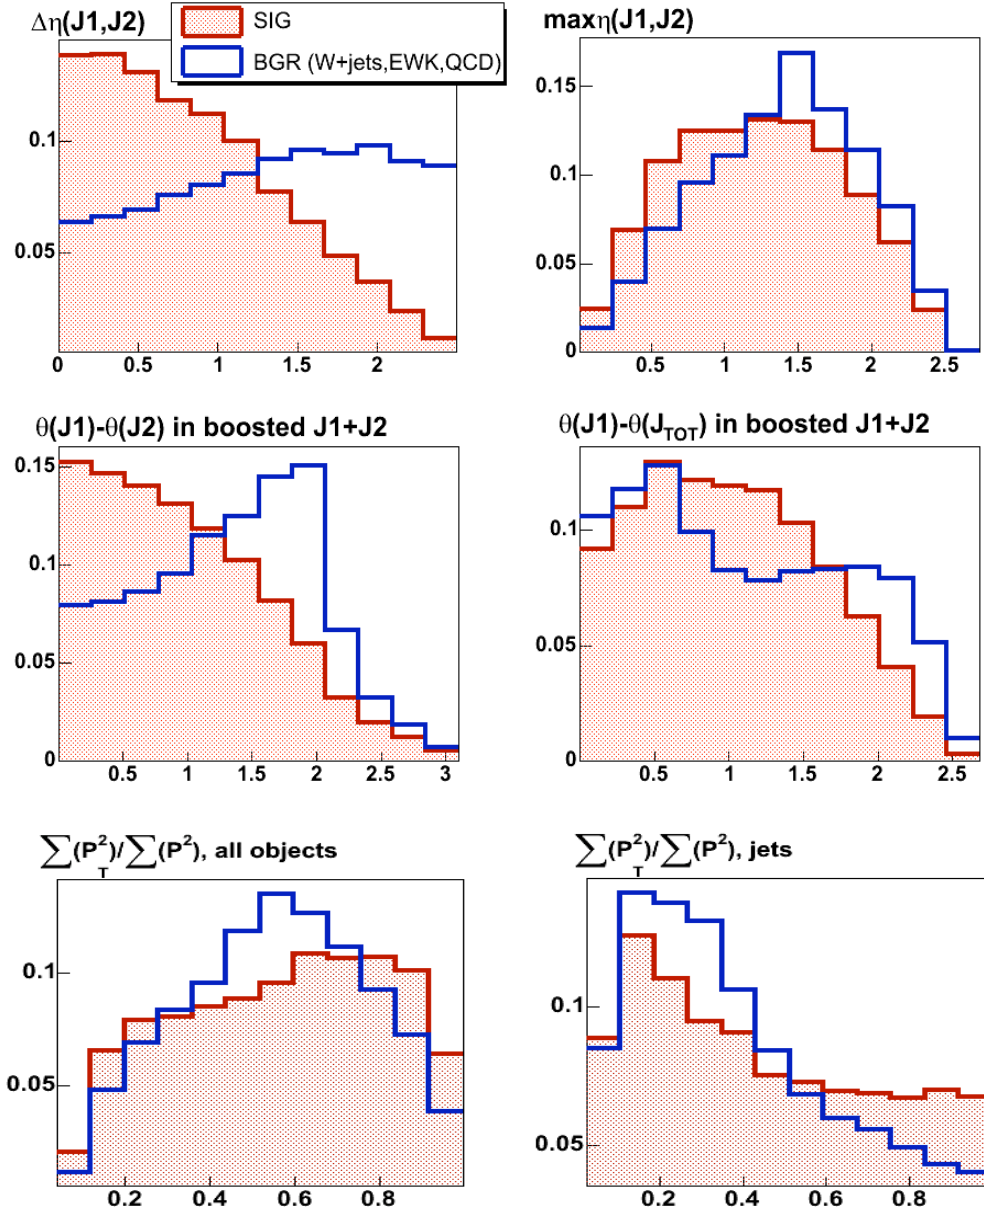 Δη(J1,J2)
SIG
BGR (W+jets,EWK,QCD)
0.1
0.05
0 0.5 1 1.5 2
maxη(J1,J2)
0.15
0.1
0.05
0
0.5 1 1.5 2 2.5
θ(J1)-θ(J2) in boosted J1+J2
0.15
0.1
0.05
0
0.5 1 1.5 2 2.5 3
θ(J1)-θ(J_TOT) in boosted J1+J2
0.1
0.05
0
0.5 1 1.5 2 2.5
∑(P_T^2)/∑(P^2), all objects
0.1
0.05
0.2 0.4 0.6 0.8
∑(P_T^2)/∑(P^2), jets
0.1
0.05
0.2 0.4 0.6 0.8